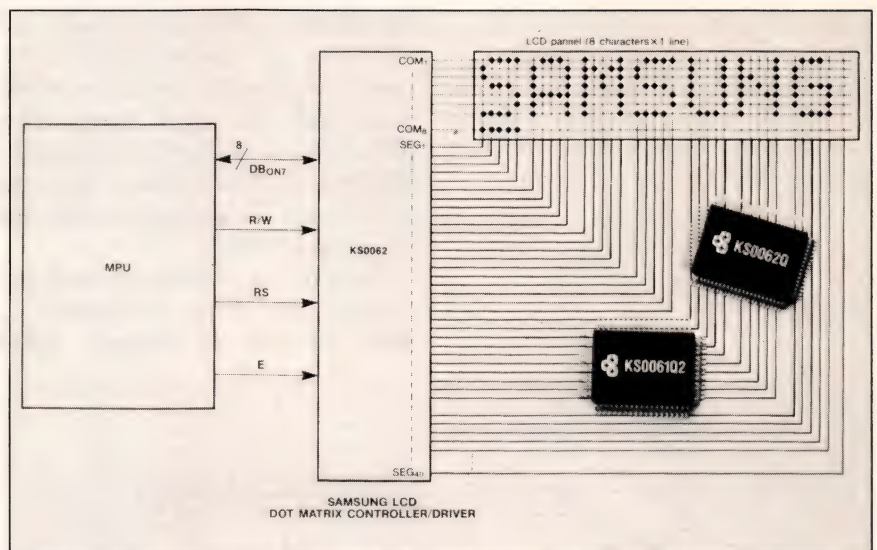 LCD pannel (8 characters×1 line)
COM₁
SAMSUNG
COM₈
SEG₁
8
DB₀N₇
R/W
KS0062
KS0062Q
MPU
RS
KS0061Q2
E
SEG₄₀
SAMSUNG LCD
DOT MATRIX CONTROLLER/DRIVER